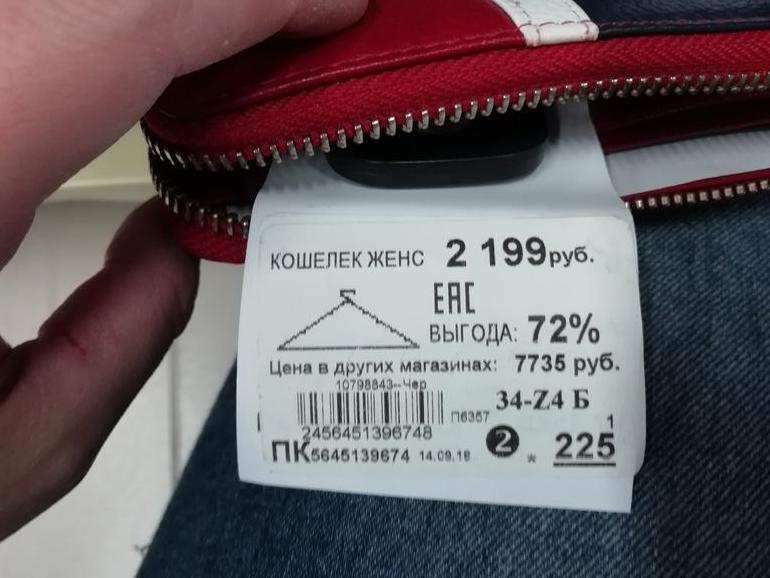 КОШЕЛЕК ЖЕНС 2 199руб.
ЕАС
ВЫГОДА: 72%
Цена в других магазинах: 7735 руб.
10798843--Чер
34-Z4 Б
П6357
2456451396748
1
2 * 225
ПК5645139674 14.09.18